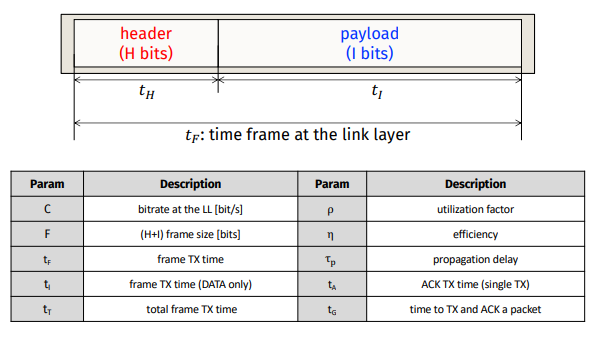 header payload
(H bits) (I bits)
t_H t_I
t_F: time frame at the link layer
Param Description Param Description
C bitrate at the LL [bit/s] ρ utilization factor
F (H+I) frame size [bits] η efficiency
t_F frame TX time τ_p propagation delay
t_I frame TX time (DATA only) t_A ACK TX time (single TX)
t_T total frame TX time t_G time to TX and ACK a packet